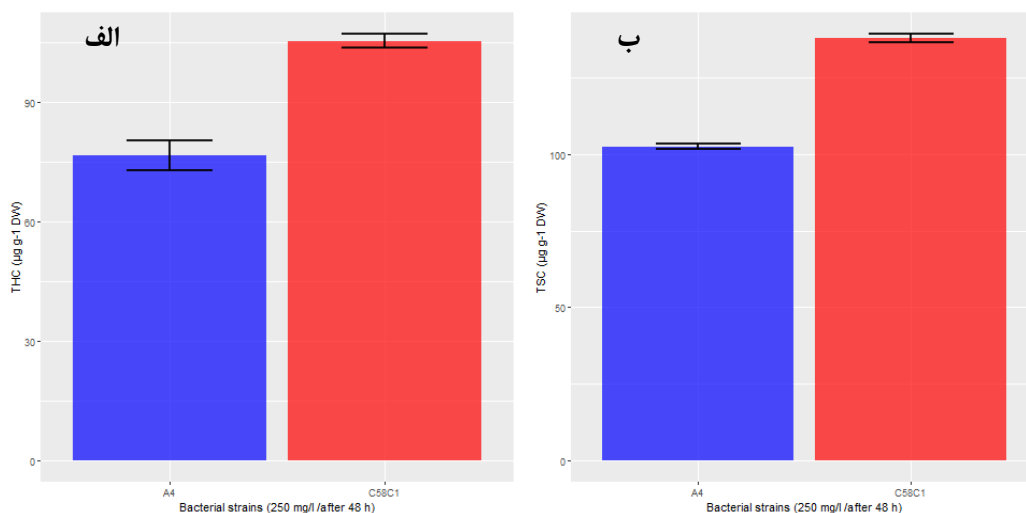 الف
THC (µg g-1 DW)
90
60
30
0
A4
C58C1
Bacterial strains (250 mg/l /after 48 h)
ب
TSC (µg g-1 DW)
100
50
0
A4
C58C1
Bacterial strains (250 mg/l /after 48 h)